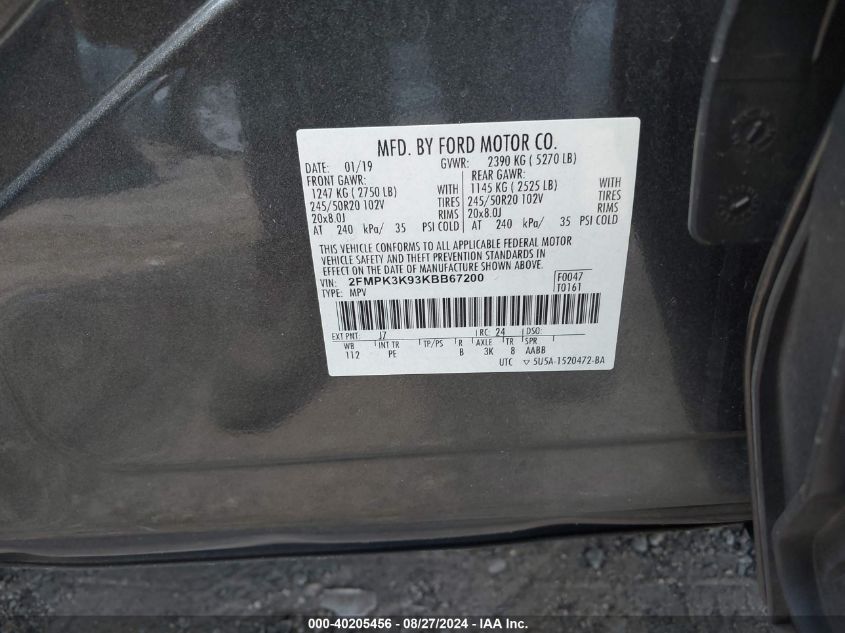 MFD. BY FORD MOTOR CO.
DATE: 01/19 GVWR: 2390 KG ( 5270 LB)
FRONT GAWR: REAR GAWR:
1247 KG ( 2750 LB) WITH 1145 KG ( 2525 LB) WITH
245/50R20 102V TIRES 245/50R20 102V TIRES
20x8.0J RIMS 20x8.0J RIMS
AT 240 kPa/ 35 PSI COLD AT 240 kPa/ 35 PSI COLD
THIS VEHICLE CONFORMS TO ALL APPLICABLE FEDERAL MOTOR
VEHICLE SAFETY AND THEFT PREVENTION STANDARDS IN
EFFECT ON THE DATE OF MANUFACTURE SHOWN ABOVE.
VIN: 2FMPK3K93KBB67200 F0047
TYPE: MPV T0161
EXT PNT: J7 RC: 24 DSO:
WB INT TR TP/PS R AXLE TR SPR
112 PE B 3K 8 AABB
UTC ▽ 5U5A-1520472-BA
000-40205456 - 08/27/2024 - © - IAA Inc.